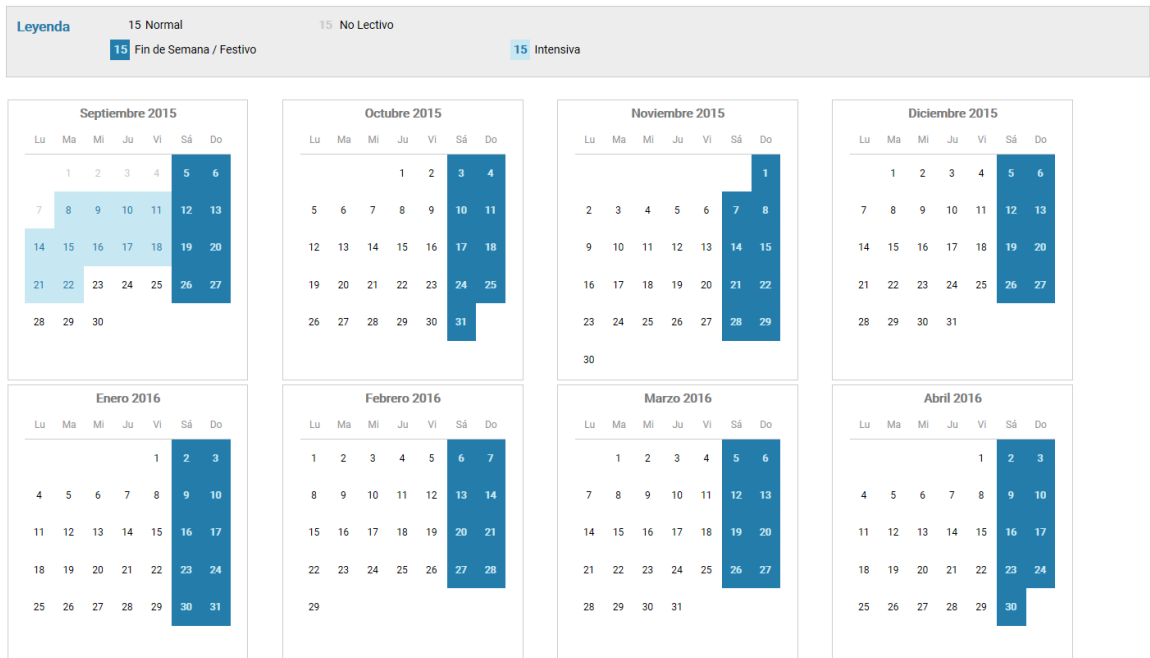 Leyenda
15 Normal
15 No Lectivo
15 Fin de Semana / Festivo
15 Intensiva
Septiembre 2015
Lu Ma Mi Ju Vi Sá Do
1 2 3 4 5 6
7 8 9 10 11 12 13
14 15 16 17 18 19 20
21 22 23 24 25 26 27
28 29 30
Octubre 2015
Lu Ma Mi Ju Vi Sá Do
1 2 3 4
5 6 7 8 9 10 11
12 13 14 15 16 17 18
19 20 21 22 23 24 25
26 27 28 29 30 31
Noviembre 2015
Lu Ma Mi Ju Vi Sá Do
1
2 3 4 5 6 7 8
9 10 11 12 13 14 15
16 17 18 19 20 21 22
23 24 25 26 27 28 29
30
Diciembre 2015
Lu Ma Mi Ju Vi Sá Do
1 2 3 4 5 6
7 8 9 10 11 12 13
14 15 16 17 18 19 20
21 22 23 24 25 26 27
28 29 30 31
Enero 2016
Lu Ma Mi Ju Vi Sá Do
1 2 3
4 5 6 7 8 9 10
11 12 13 14 15 16 17
18 19 20 21 22 23 24
25 26 27 28 29 30 31
Febrero 2016
Lu Ma Mi Ju Vi Sá Do
1 2 3 4 5 6 7
8 9 10 11 12 13 14
15 16 17 18 19 20 21
22 23 24 25 26 27 28
29
Marzo 2016
Lu Ma Mi Ju Vi Sá Do
1 2 3 4 5 6
7 8 9 10 11 12 13
14 15 16 17 18 19 20
21 22 23 24 25 26 27
28 29 30 31
Abril 2016
Lu Ma Mi Ju Vi Sá Do
1 2 3
4 5 6 7 8 9 10
11 12 13 14 15 16 17
18 19 20 21 22 23 24
25 26 27 28 29 30